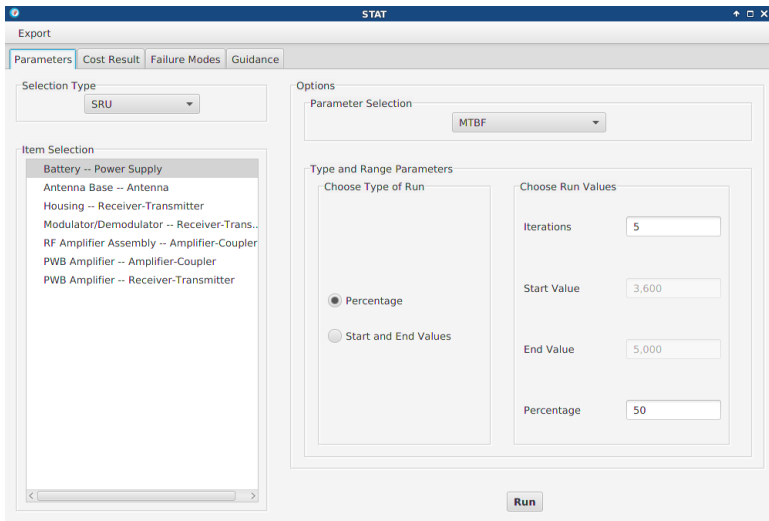 STAT
Export
Parameters Cost Result Failure Modes Guidance
Selection Type
SRU
Item Selection
Battery -- Power Supply
Antenna Base -- Antenna
Housing -- Receiver-Transmitter
Modulator/Demodulator -- Receiver-Trans..
RF Amplifier Assembly -- Amplifier-Coupler
PWB Amplifier -- Amplifier-Coupler
PWB Amplifier -- Receiver-Transmitter
Options
Parameter Selection
MTBF
Type and Range Parameters
Choose Type of Run
Percentage
Start and End Values
Choose Run Values
Iterations 5
Start Value 3,600
End Value 5,000
Percentage 50
Run